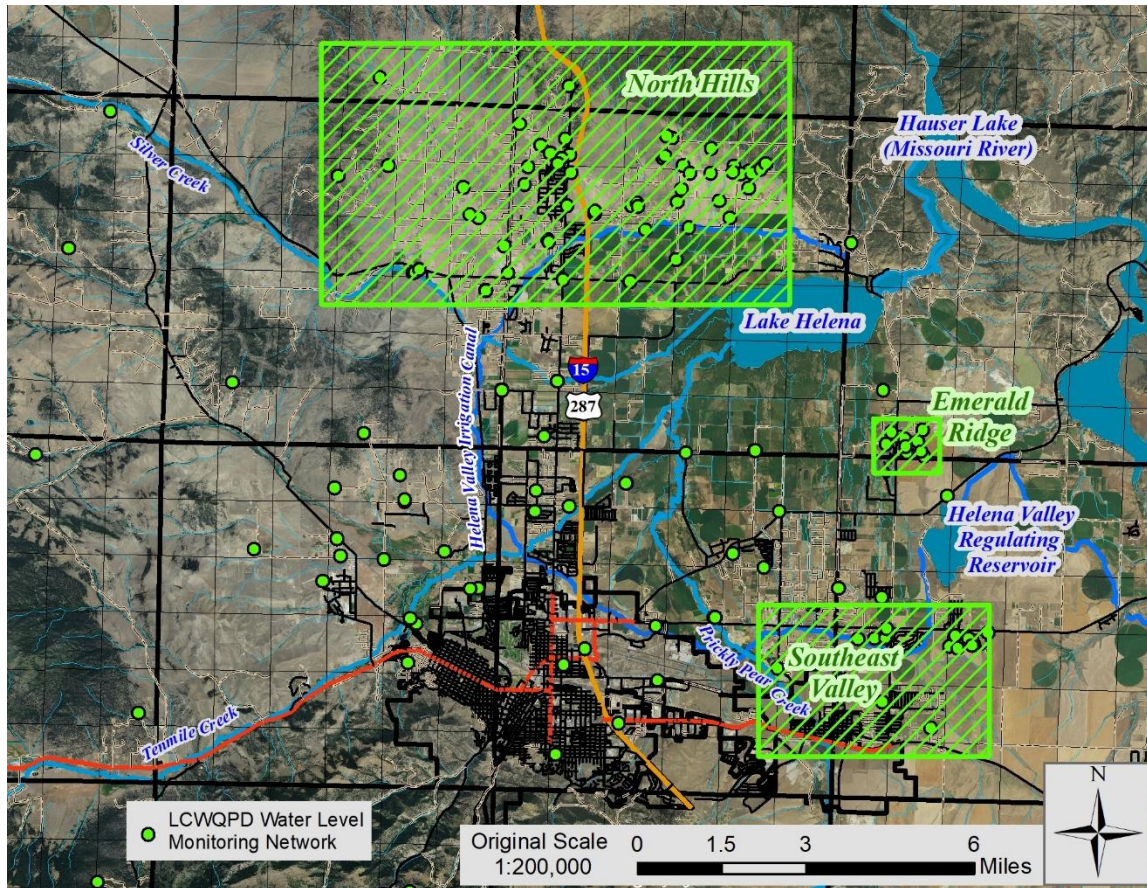 North Hills
Hauser Lake
(Missouri River)
Silver Creek
Lake Helena
15
287
Helena Valley Irrigation Canal
Emerald
Ridge
Helena Valley
Regulating
Reservoir
Southeast
Valley
Prickly Pear Creek
Tenmile Creek
LCWQPD Water Level
Monitoring Network
Original Scale
1:200,000
0 1.5 3 6
Miles
N